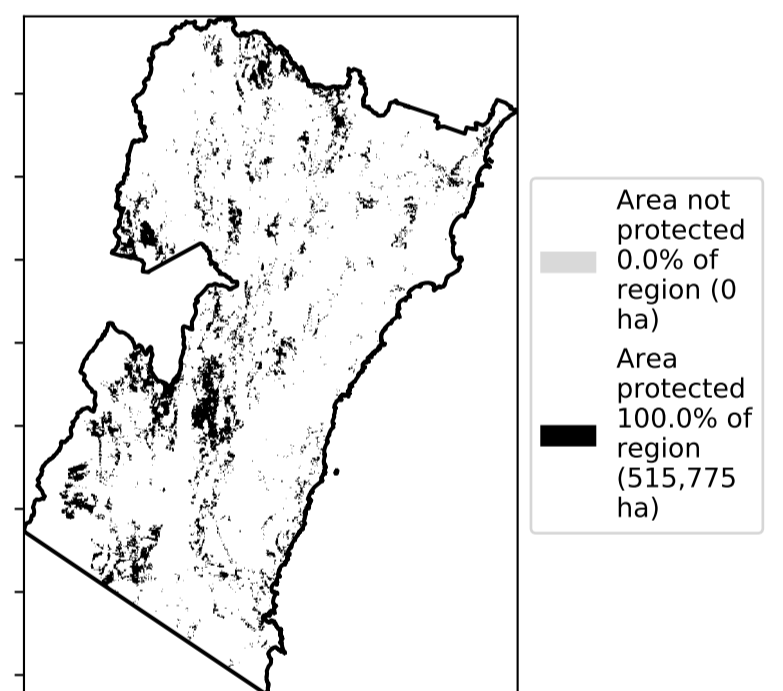 Area not
protected
0.0% of
region (0
ha)
Area
protected
100.0% of
region
(515,775
ha)